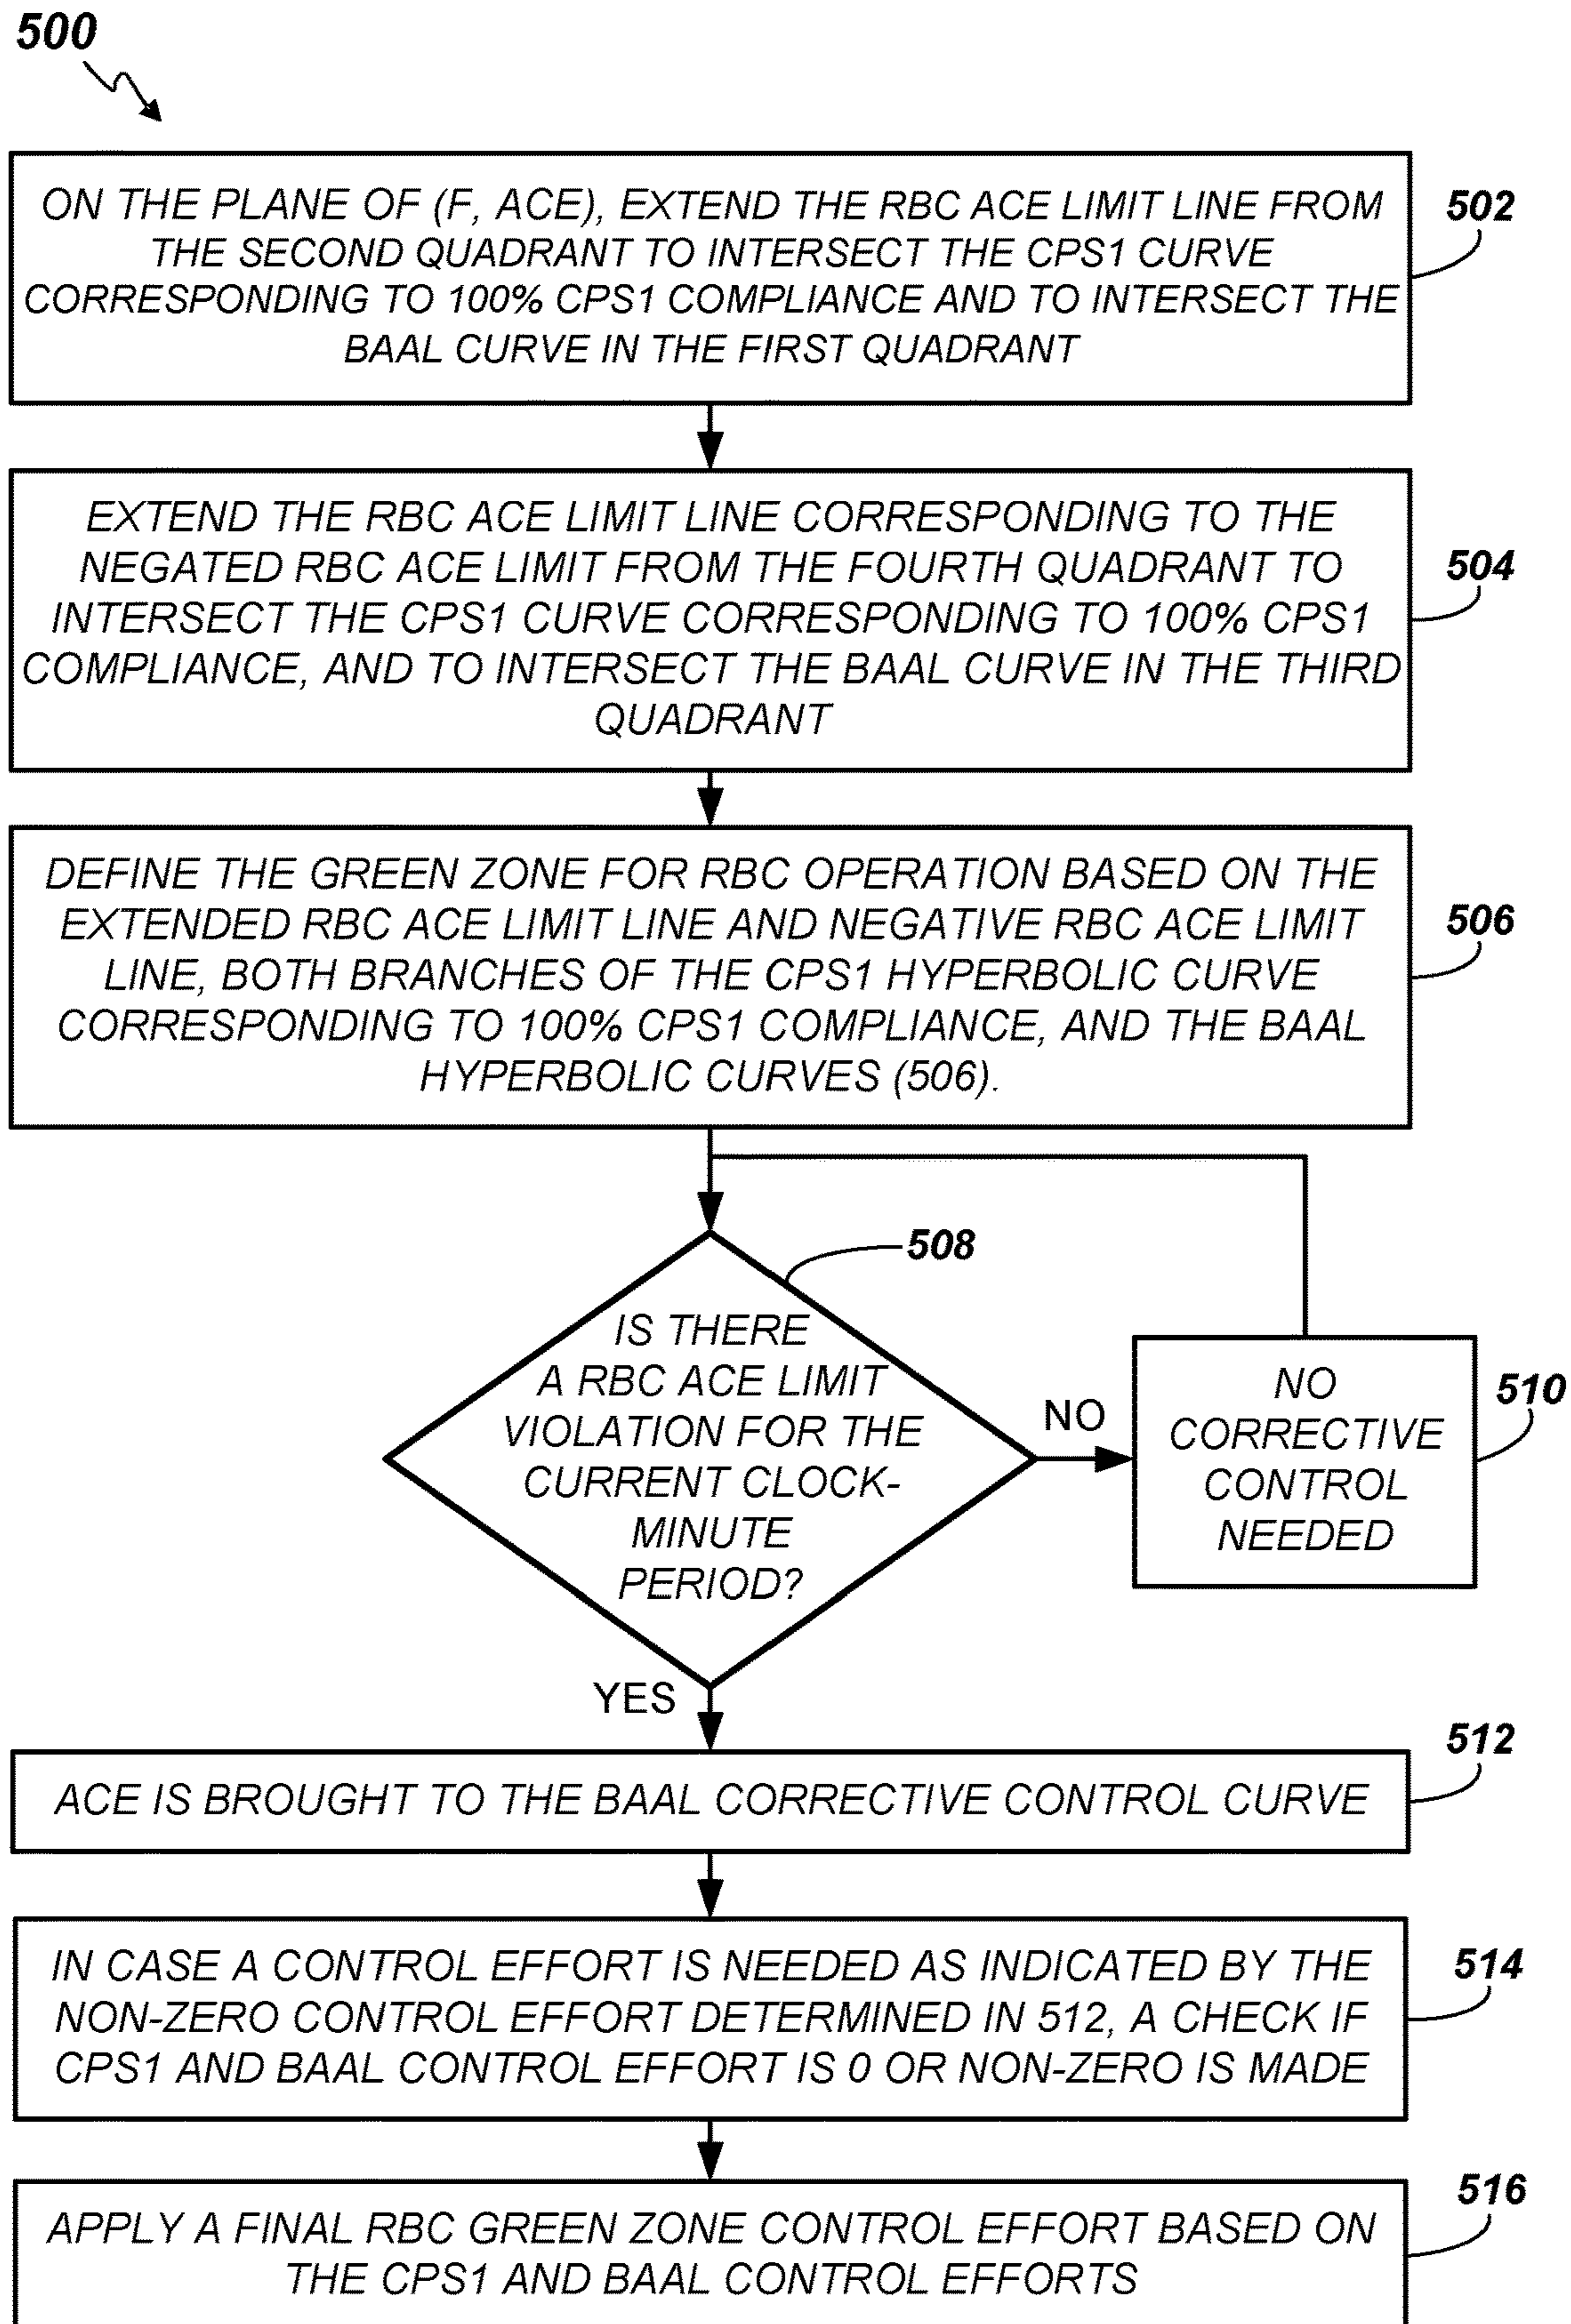 500
ON THE PLANE OF (F, ACE), EXTEND THE RBC ACE LIMIT LINE FROM
THE SECOND QUADRANT TO INTERSECT THE CPS1 CURVE
CORRESPONDING TO 100% CPS1 COMPLIANCE AND TO INTERSECT THE
BAAL CURVE IN THE FIRST QUADRANT
502
EXTEND THE RBC ACE LIMIT LINE CORRESPONDING TO THE
NEGATED RBC ACE LIMIT FROM THE FOURTH QUADRANT TO
INTERSECT THE CPS1 CURVE CORRESPONDING TO 100% CPS1
COMPLIANCE, AND TO INTERSECT THE BAAL CURVE IN THE THIRD
QUADRANT
504
DEFINE THE GREEN ZONE FOR RBC OPERATION BASED ON THE
EXTENDED RBC ACE LIMIT LINE AND NEGATIVE RBC ACE LIMIT
LINE, BOTH BRANCHES OF THE CPS1 HYPERBOLIC CURVE
CORRESPONDING TO 100% CPS1 COMPLIANCE, AND THE BAAL
HYPERBOLIC CURVES (506).
506
508
IS THERE
A RBC ACE LIMIT
VIOLATION FOR THE
CURRENT CLOCK-
MINUTE
PERIOD?
NO
NO
CORRECTIVE
CONTROL
NEEDED
510
YES
ACE IS BROUGHT TO THE BAAL CORRECTIVE CONTROL CURVE
512
IN CASE A CONTROL EFFORT IS NEEDED AS INDICATED BY THE
NON-ZERO CONTROL EFFORT DETERMINED IN 512, A CHECK IF
CPS1 AND BAAL CONTROL EFFORT IS 0 OR NON-ZERO IS MADE
514
APPLY A FINAL RBC GREEN ZONE CONTROL EFFORT BASED ON
THE CPS1 AND BAAL CONTROL EFFORTS
516